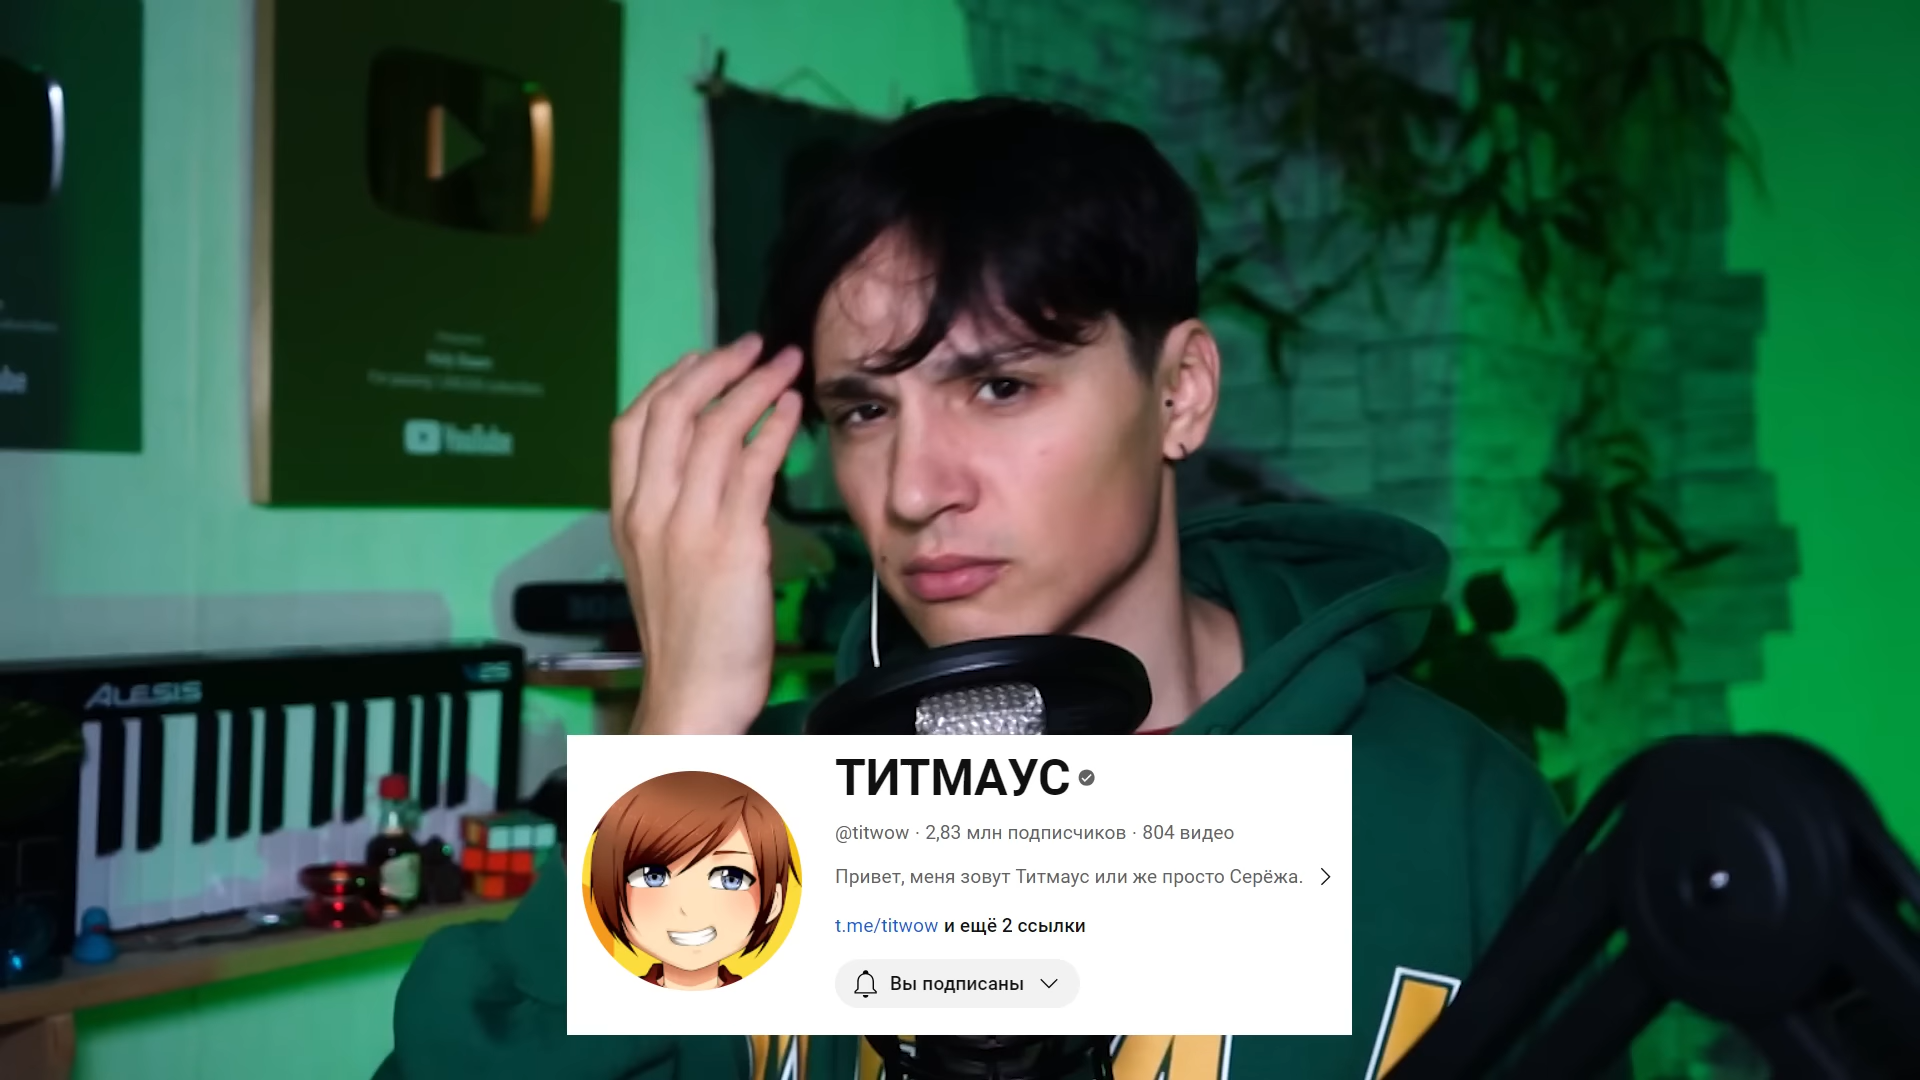 YouTube
ALESIS
V25
ТИТМАУС
@titwow · 2,83 млн подписчиков · 804 видео
Привет, меня зовут Титмаус или же просто Серёжа.
t.me/titwow и ещё 2 ссылки
Вы подписаны